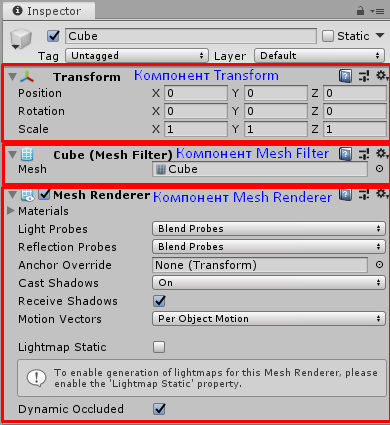 Inspector
Cube Static
Tag Untagged Layer Default
Transform Компонент Transform
Position X 0 Y 0 Z 0
Rotation X 0 Y 0 Z 0
Scale X 1 Y 1 Z 1
Cube (Mesh Filter) Компонент Mesh Filter
Mesh Cube
Mesh Renderer Компонент Mesh Renderer
Materials
Light Probes Blend Probes
Reflection Probes Blend Probes
Anchor Override None (Transform)
Cast Shadows On
Receive Shadows
Motion Vectors Per Object Motion
Lightmap Static
To enable generation of lightmaps for this Mesh Renderer, please
enable the 'Lightmap Static' property.
Dynamic Occluded